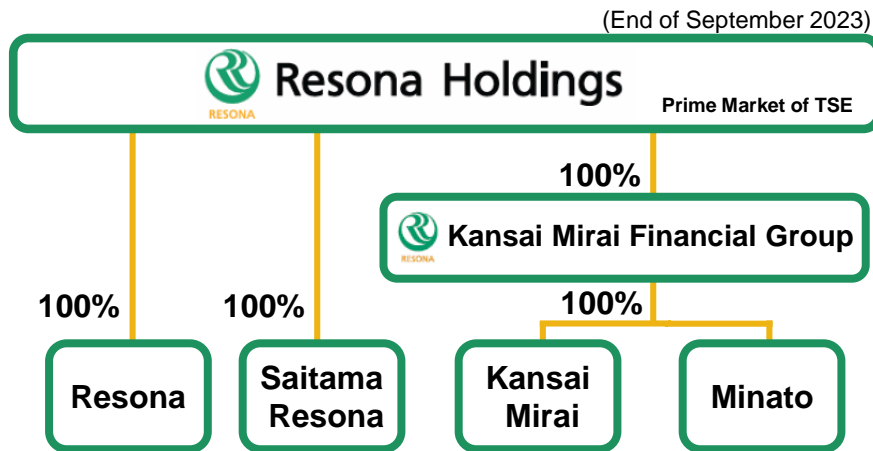 (End of September 2023)
Resona Holdings
RESONA
Prime Market of TSE
100%
Kansai Mirai Financial Group
RESONA
100%
100%
100%
Resona
Saitama
Resona
Kansai
Mirai
Minato